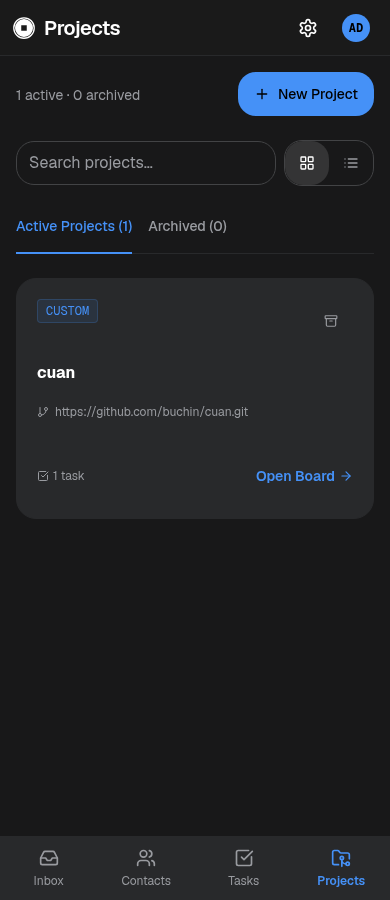 Projects
AD
1 active · 0 archived
New Project
Search projects...
Active Projects (1)
Archived (0)
CUSTOM
cuan
https://github.com/buchin/cuan.git
1 task
Open Board
Inbox
Contacts
Tasks
Projects